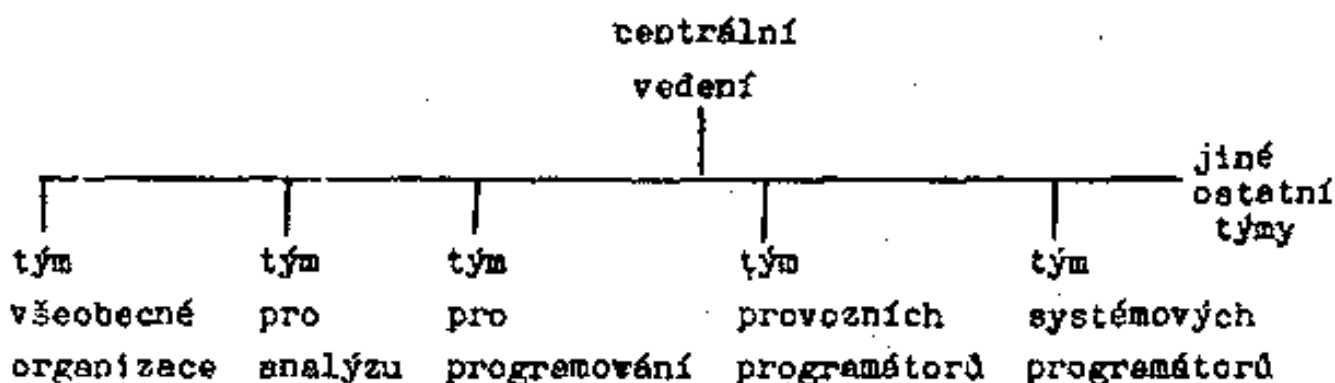 centrální
vedení
jiné
ostatní
týmy
tým tým tým tým tým
všeobecné pro pro provozních systémových
organizace analýzu programování programátorů programátorů